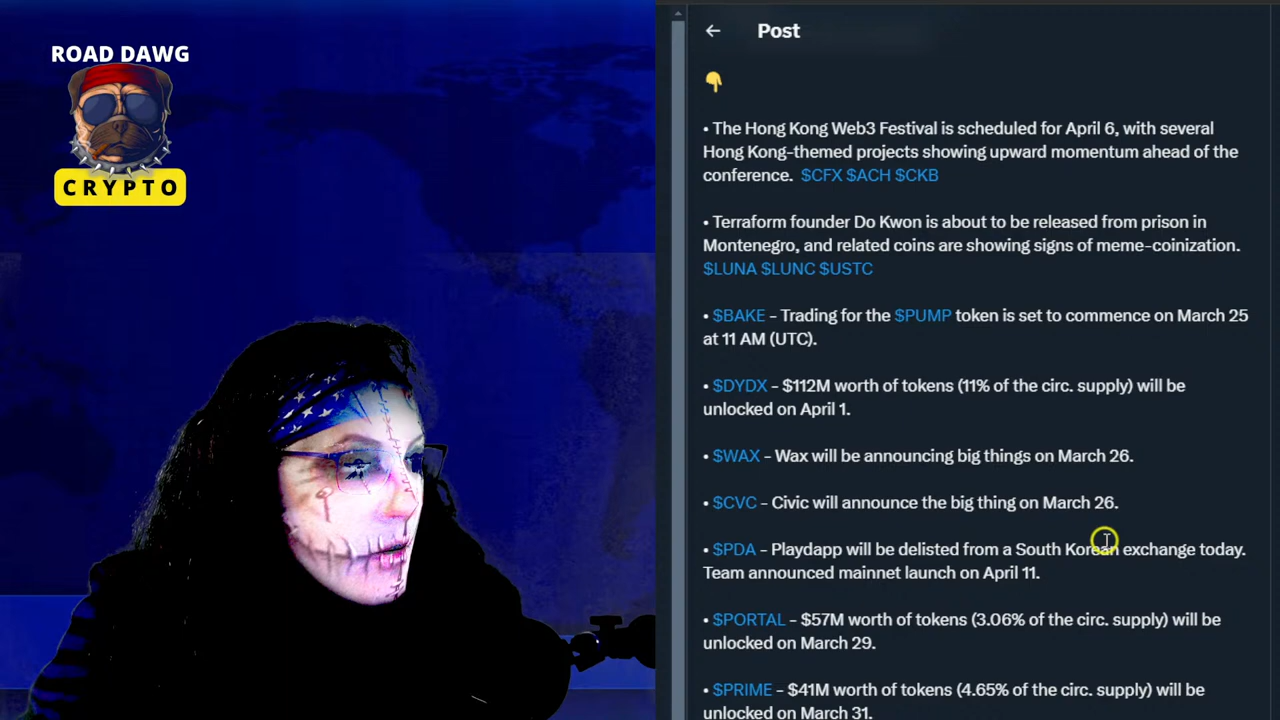 ROAD DAWG
CRYPTO
Post
• The Hong Kong Web3 Festival is scheduled for April 6, with several
Hong Kong-themed projects showing upward momentum ahead of the
conference. $CFX $ACH $CKB
• Terraform founder Do Kwon is about to be released from prison in
Montenegro, and related coins are showing signs of meme-coinization.
$LUNA $LUNC $USTC
• $BAKE – Trading for the $PUMP token is set to commence on March 25
at 11 AM (UTC).
• $DYDX – $112M worth of tokens (11% of the circ. supply) will be
unlocked on April 1.
• $WAX – Wax will be announcing big things on March 26.
• $CVC – Civic will announce the big thing on March 26.
• $PDA – Playdapp will be delisted from a South Korean exchange today.
Team announced mainnet launch on April 11.
• $PORTAL – $57M worth of tokens (3.06% of the circ. supply) will be
unlocked on March 29.
• $PRIME – $41M worth of tokens (4.65% of the circ. supply) will be
unlocked on March 31.